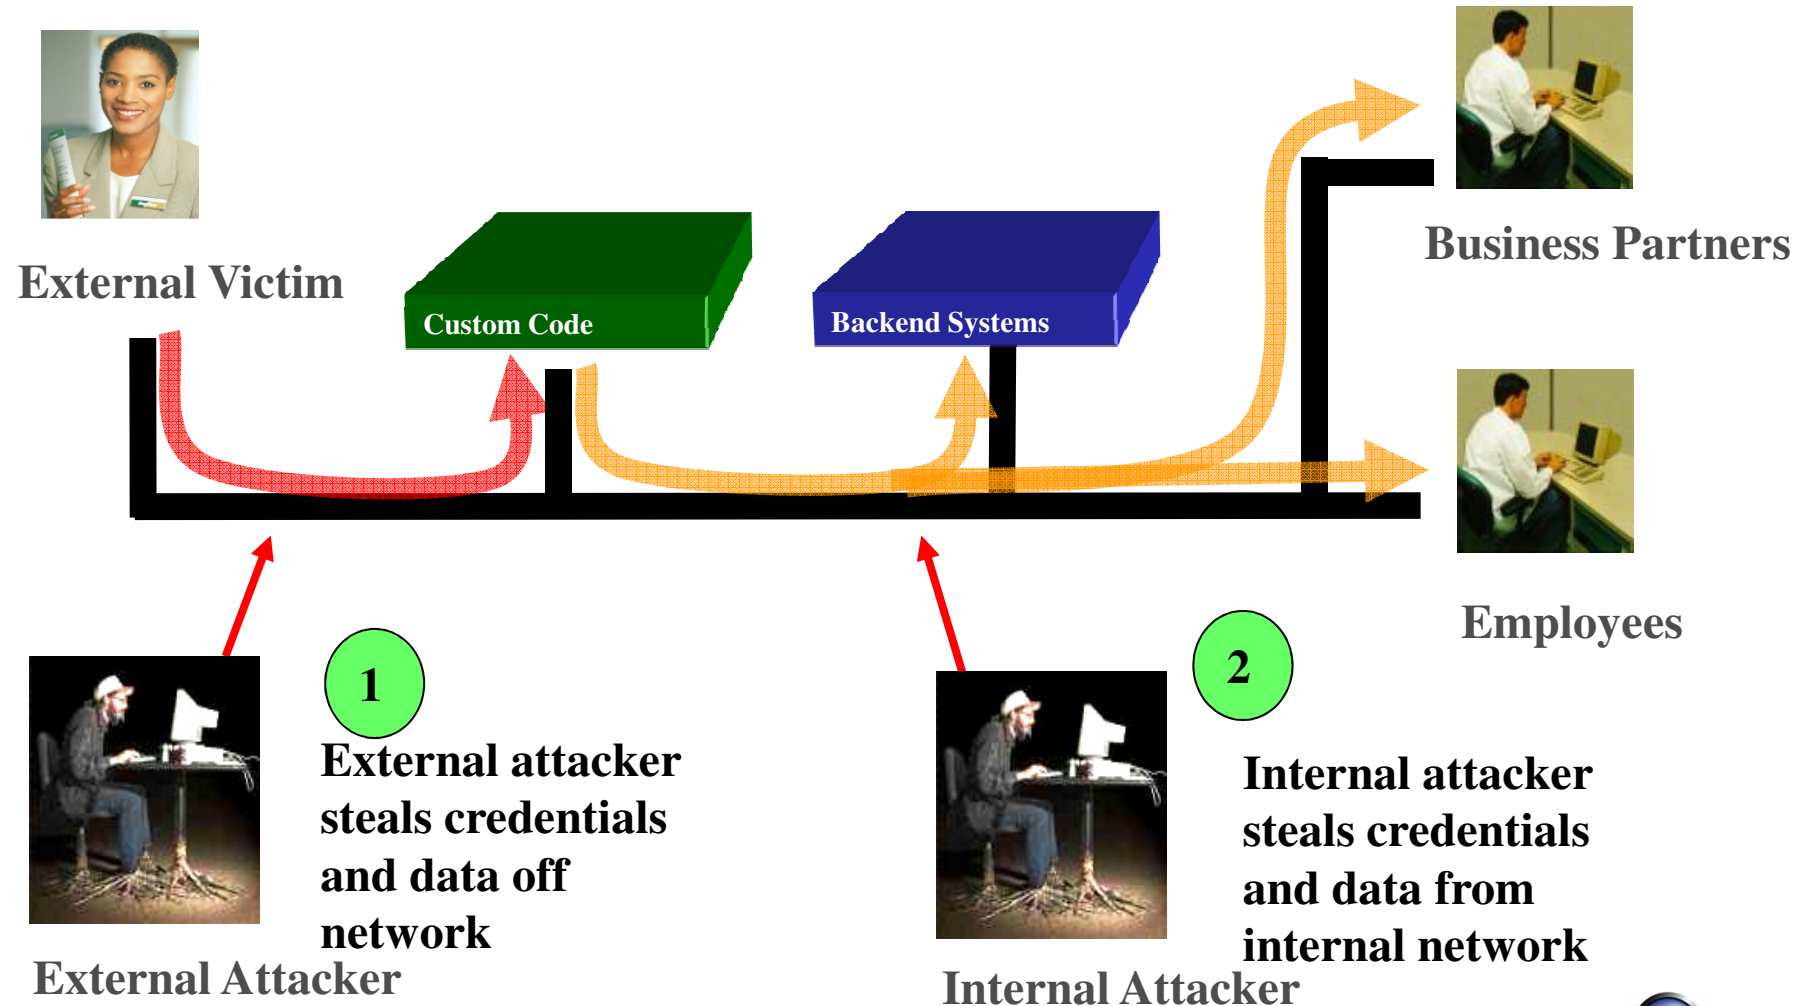 External Victim
Custom Code
Backend Systems
Business Partners
Employees
1
External attacker
steals credentials
and data off
network
External Attacker
2
Internal attacker
steals credentials
and data from
internal network
Internal Attacker